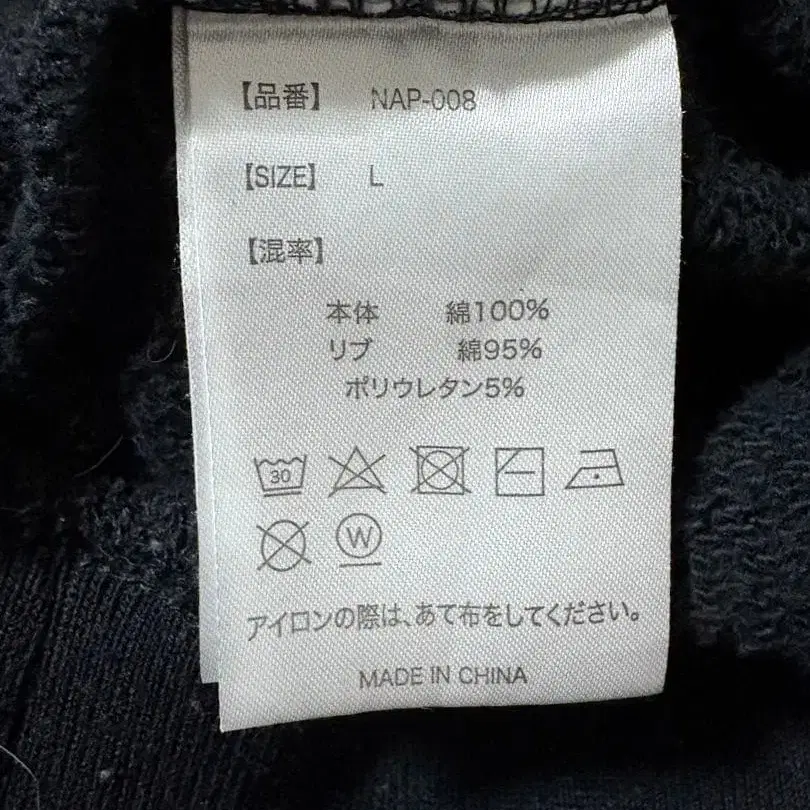 【品番】 NAP-008
【SIZE】 L
【混率】
本体 綿100%
リブ 綿95%
ポリウレタン5%
30
W
アイロンの際は、あて布をしてください。
MADE IN CHINA